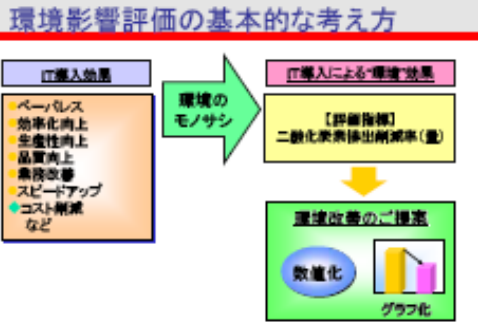 環境影響評価の基本的な考え方
IT導入効果
ペーパレス
効率化向上
生産性向上
品質向上
業務改善
スピードアップ
コスト削減
など
環境の
モノサシ
IT導入による“環境”効果
【評価指標】
二酸化炭素排出削減率(量)
環境改善のご提案
数値化
グラフ化